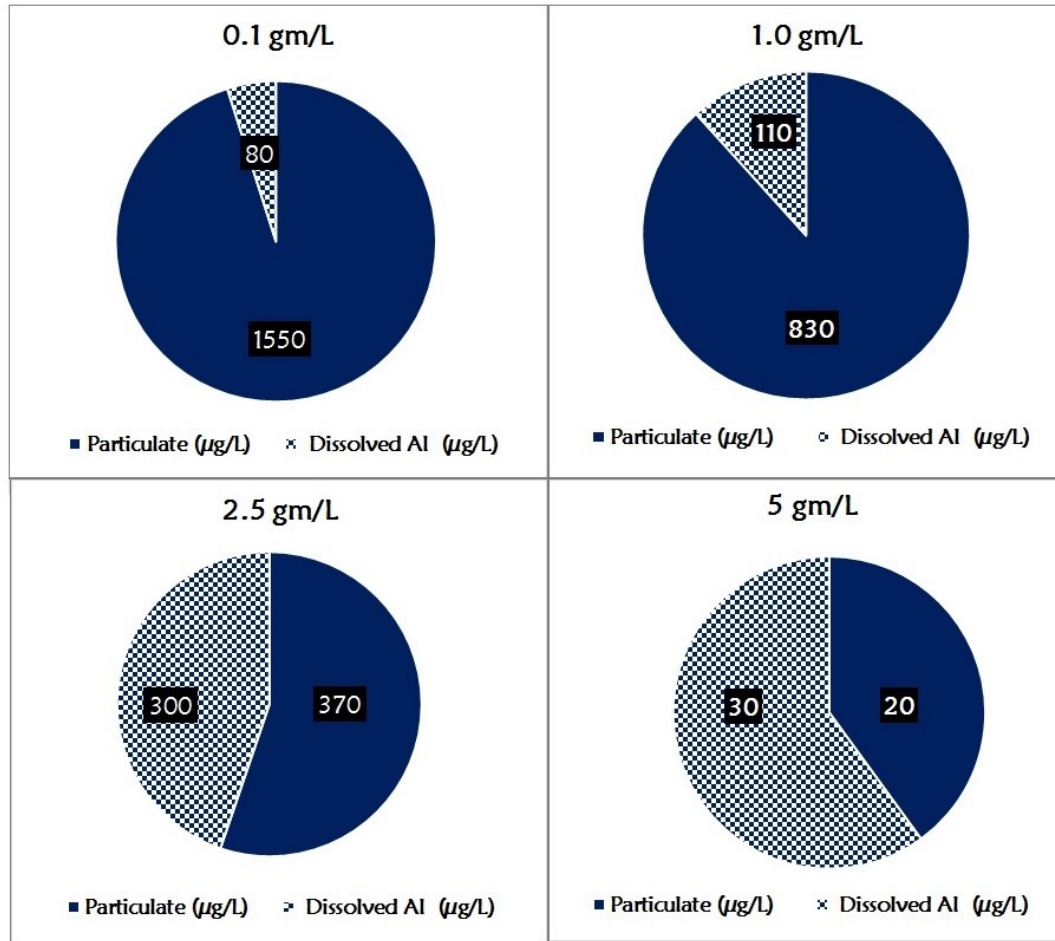 0.1 gm/L
80
1550
Particulate (µg/L) Dissolved Al (µg/L)
1.0 gm/L
110
830
Particulate (µg/L) Dissolved Al (µg/L)
2.5 gm/L
300 370
Particulate (µg/L) Dissolved Al (µg/L)
5 gm/L
30 20
Particulate (µg/L) Dissolved Al (µg/L)